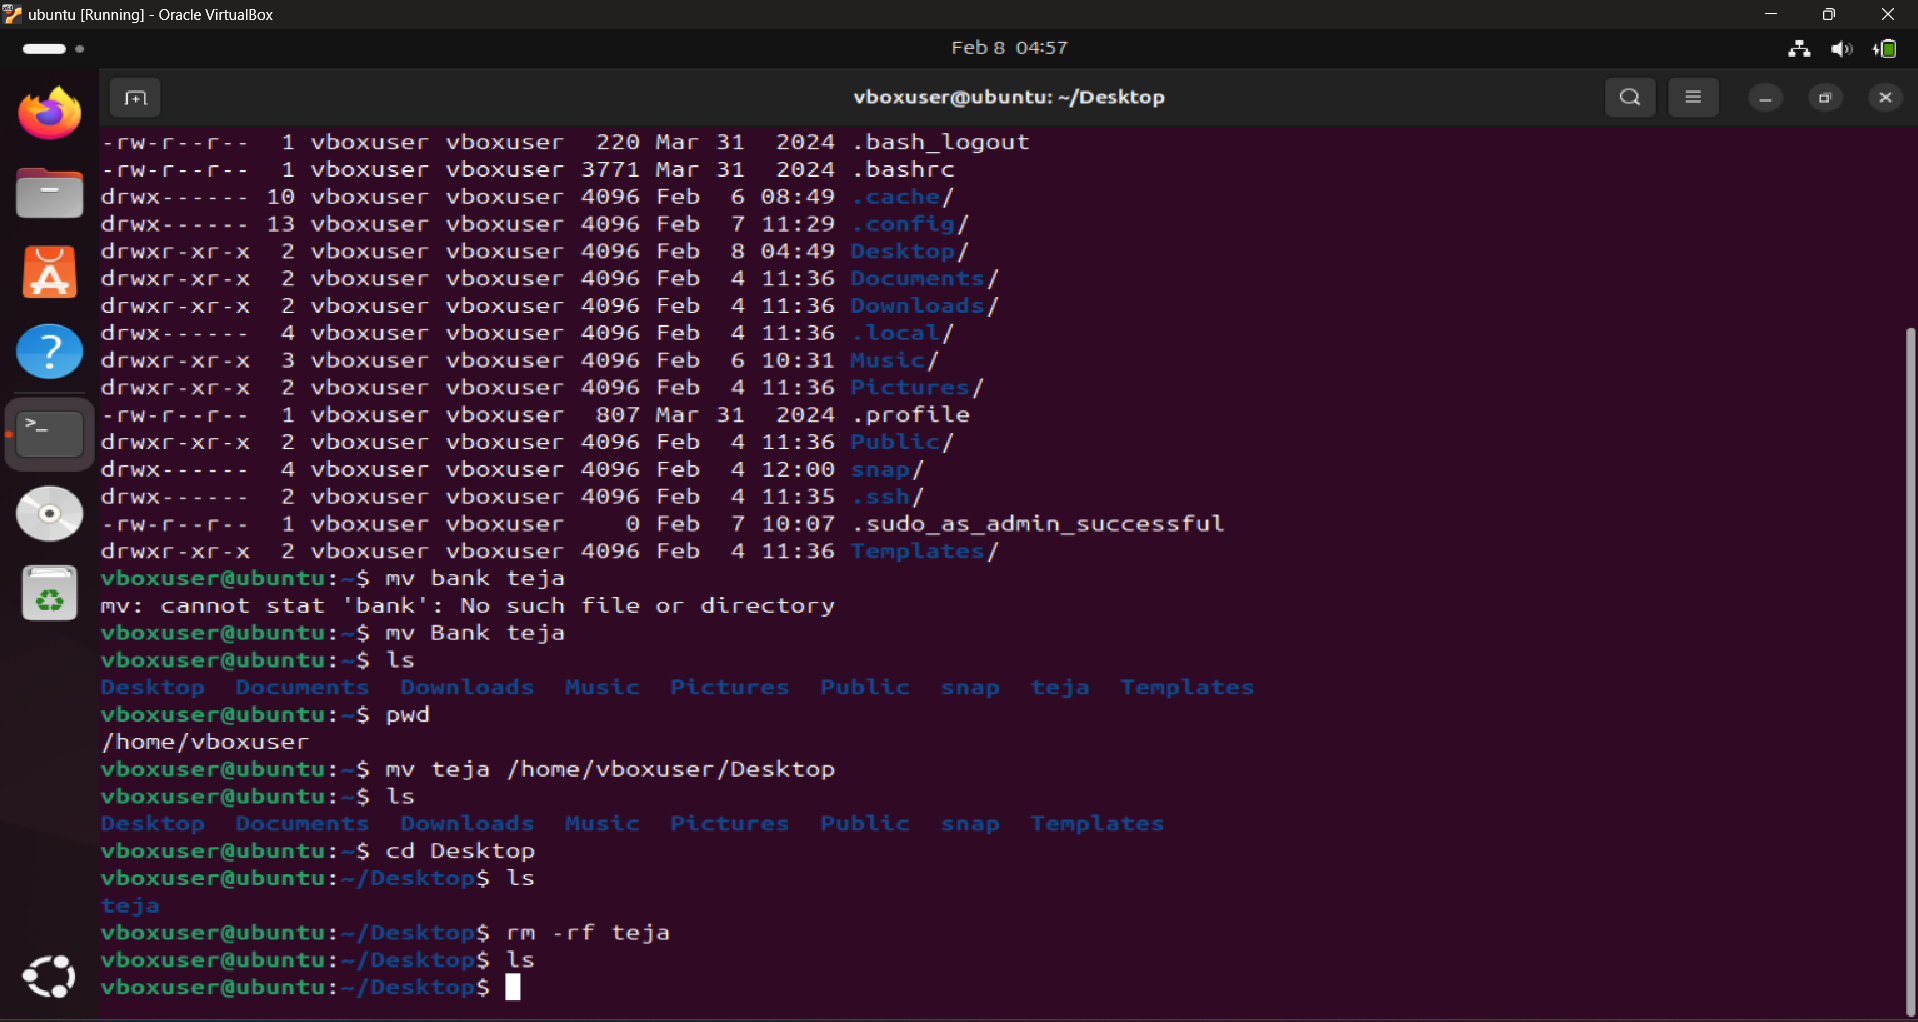 ubuntu [Running] - Oracle VirtualBox
Feb 8 04:57
vboxuser@ubuntu: ~/Desktop
-rw-r--r--  1 vboxuser vboxuser  220 Mar 31  2024 .bash_logout
-rw-r--r--  1 vboxuser vboxuser 3771 Mar 31  2024 .bashrc
drwx------ 10 vboxuser vboxuser 4096 Feb  6 08:49 .cache/
drwx------ 13 vboxuser vboxuser 4096 Feb  7 11:29 .config/
drwxr-xr-x  2 vboxuser vboxuser 4096 Feb  8 04:49 Desktop/
drwxr-xr-x  2 vboxuser vboxuser 4096 Feb  4 11:36 Documents/
drwxr-xr-x  2 vboxuser vboxuser 4096 Feb  4 11:36 Downloads/
drwx------  4 vboxuser vboxuser 4096 Feb  4 11:36 .local/
drwxr-xr-x  3 vboxuser vboxuser 4096 Feb  6 10:31 Music/
drwxr-xr-x  2 vboxuser vboxuser 4096 Feb  4 11:36 Pictures/
-rw-r--r--  1 vboxuser vboxuser  807 Mar 31  2024 .profile
drwxr-xr-x  2 vboxuser vboxuser 4096 Feb  4 11:36 Public/
drwx------  4 vboxuser vboxuser 4096 Feb  4 12:00 snap/
drwx------  2 vboxuser vboxuser 4096 Feb  4 11:35 .ssh/
-rw-r--r--  1 vboxuser vboxuser    0 Feb  7 10:07 .sudo_as_admin_successful
drwxr-xr-x  2 vboxuser vboxuser 4096 Feb  4 11:36 Templates/
vboxuser@ubuntu:~$ mv bank teja
mv: cannot stat 'bank': No such file or directory
vboxuser@ubuntu:~$ mv Bank teja
vboxuser@ubuntu:~$ ls
Desktop  Documents  Downloads  Music  Pictures  Public  snap  teja  Templates
vboxuser@ubuntu:~$ pwd
/home/vboxuser
vboxuser@ubuntu:~$ mv teja /home/vboxuser/Desktop
vboxuser@ubuntu:~$ ls
Desktop  Documents  Downloads  Music  Pictures  Public  snap  Templates
vboxuser@ubuntu:~$ cd Desktop
vboxuser@ubuntu:~/Desktop$ ls
teja
vboxuser@ubuntu:~/Desktop$ rm -rf teja
vboxuser@ubuntu:~/Desktop$ ls
vboxuser@ubuntu:~/Desktop$